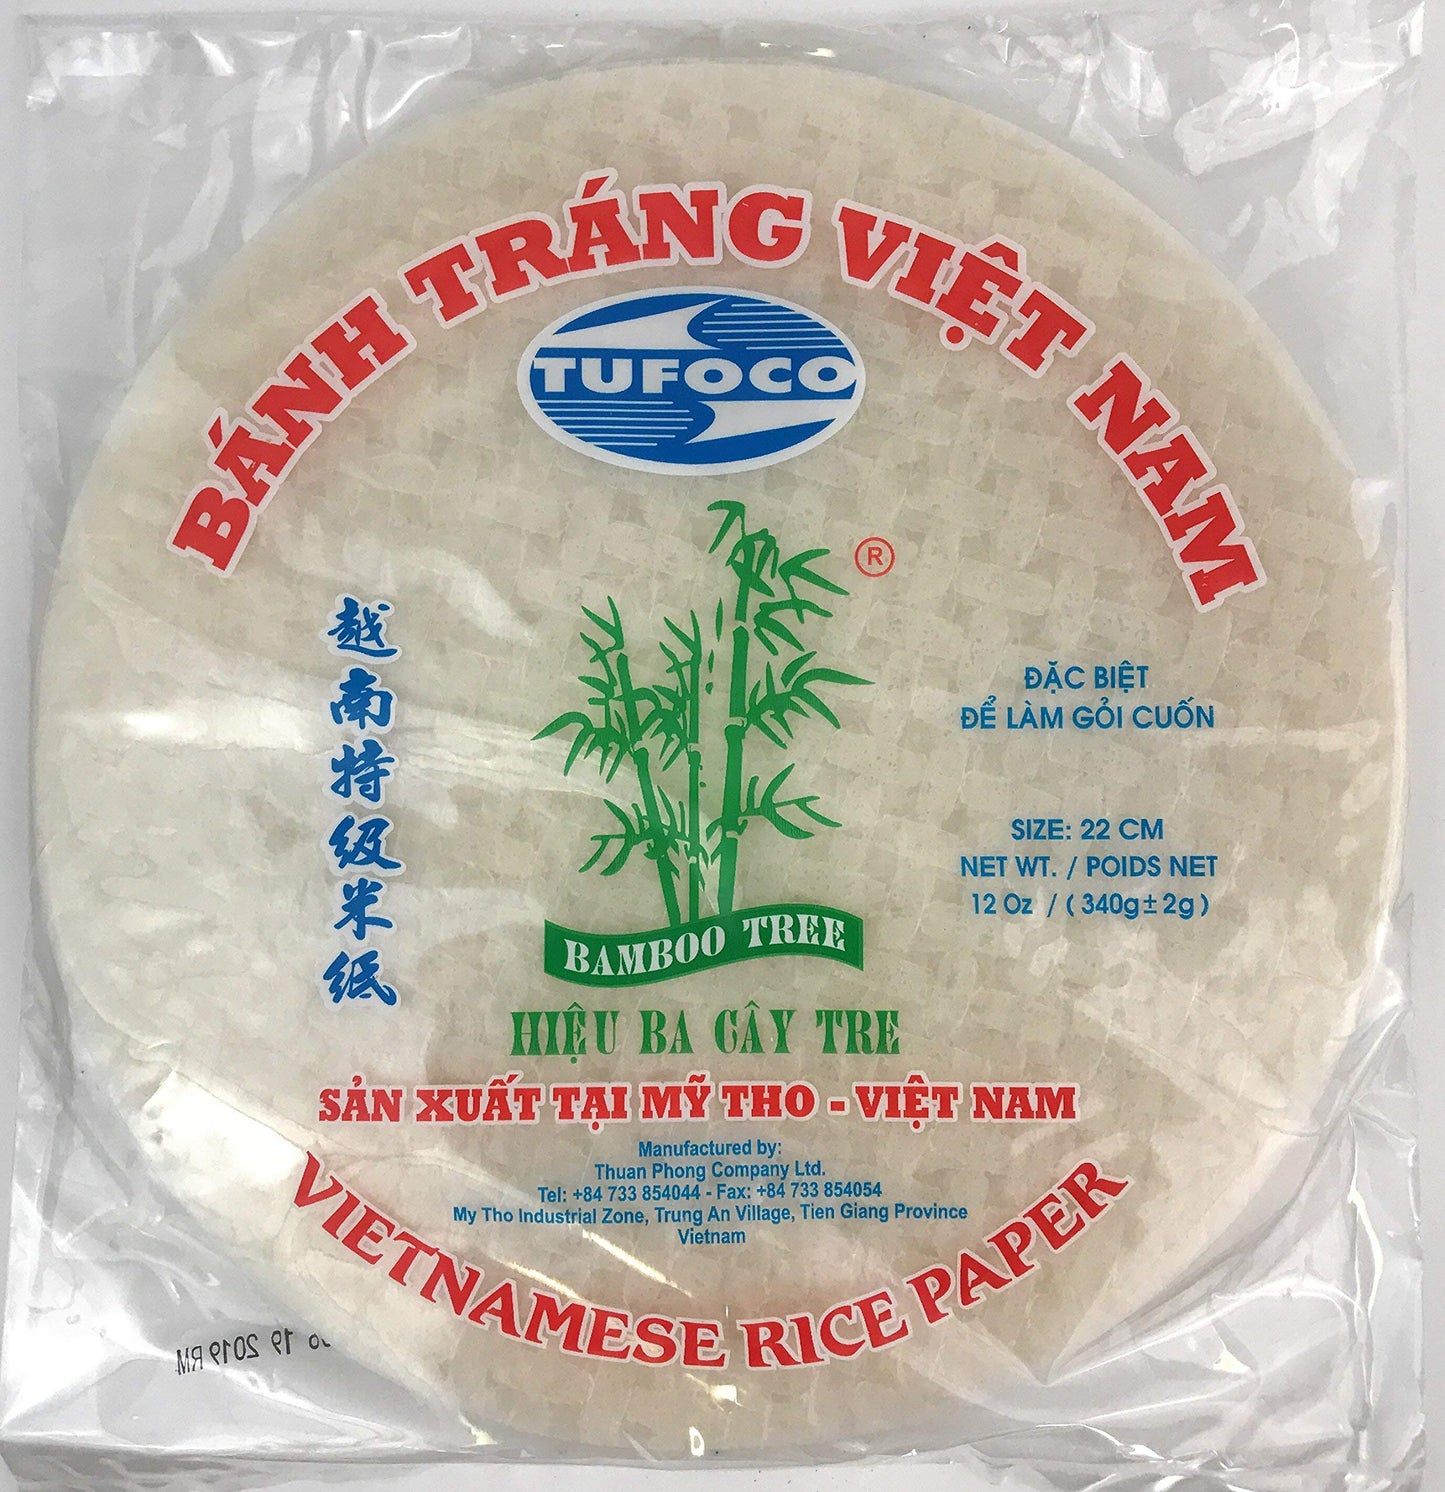 BÁNH TRÁNG VIỆT NAM
TUFOCO
®
越南特級米紙
ĐẶC BIỆT
ĐỂ LÀM GỎI CUỐN
SIZE: 22 CM
NET WT. / POIDS NET
12 Oz / ( 340g± 2g )
BAMBOO TREE
HIỆU BA CÂY TRE
SẢN XUẤT TẠI MỸ THO - VIỆT NAM
Manufactured by:
Thuan Phong Company Ltd.
Tel: +84 733 854044 - Fax: +84 733 854054
My Tho Industrial Zone, Trung An Village, Tien Giang Province
Vietnam
VIETNAMESE RICE PAPER
19 2019 RM